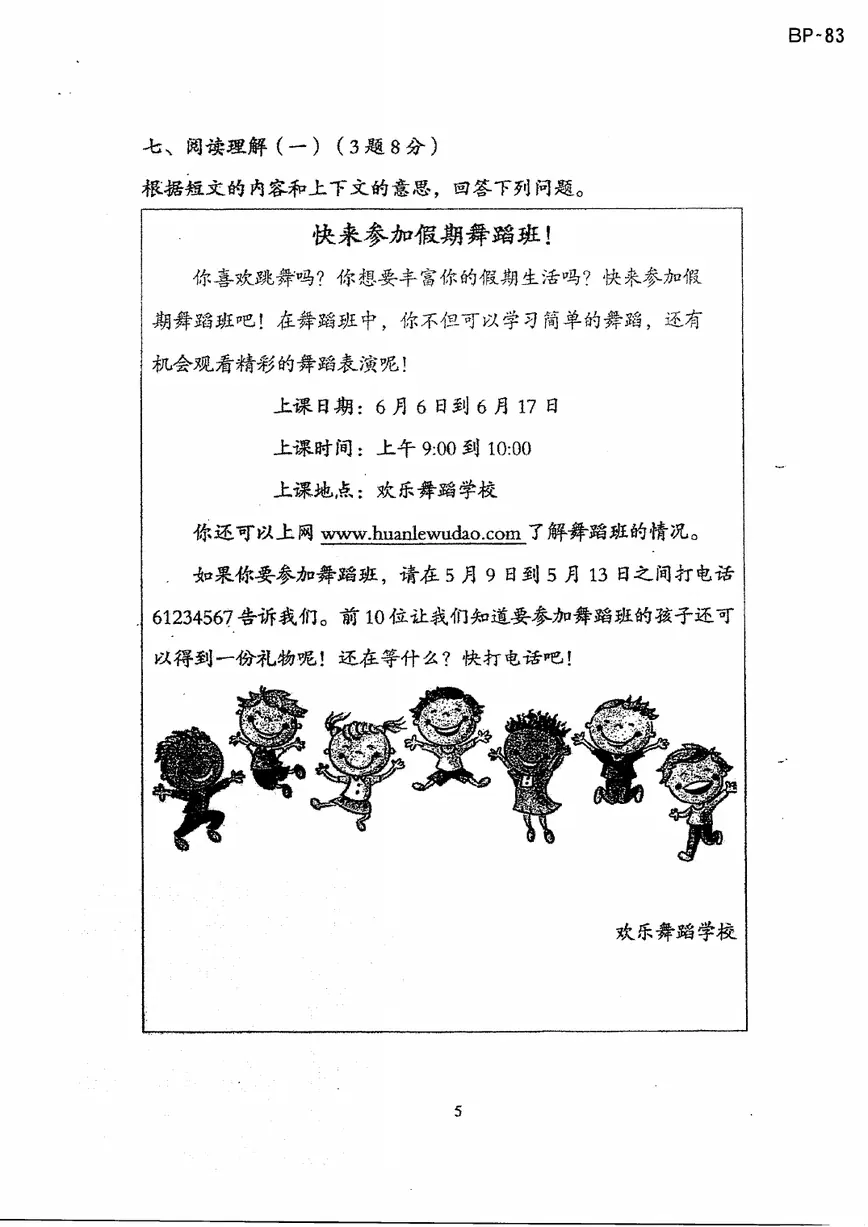 BP-83
七、阅读理解(一)(3题8分)
根据短文的内容和上下文的意思，回答下列问题。
快来参加假期舞蹈班！
你喜欢跳舞吗？你想要丰富你的假期生活吗？快来参加假
期舞蹈班吧！在舞蹈班中，你不但可以学习简单的舞蹈，还有
机会观看精彩的舞蹈表演呢！
上课日期：6月6日到6月17日
上课时间：上午9:00到10:00
上课地点：欢乐舞蹈学校
你还可以上网 www.huanlewudao.com 了解舞蹈班的情况。
如果你要参加舞蹈班，请在5月9日到5月13日之间打电话
61234567告诉我们。前10位让我们知道要参加舞蹈班的孩子还可
以得到一份礼物呢！还在等什么？快打电话吧！
欢乐舞蹈学校
5